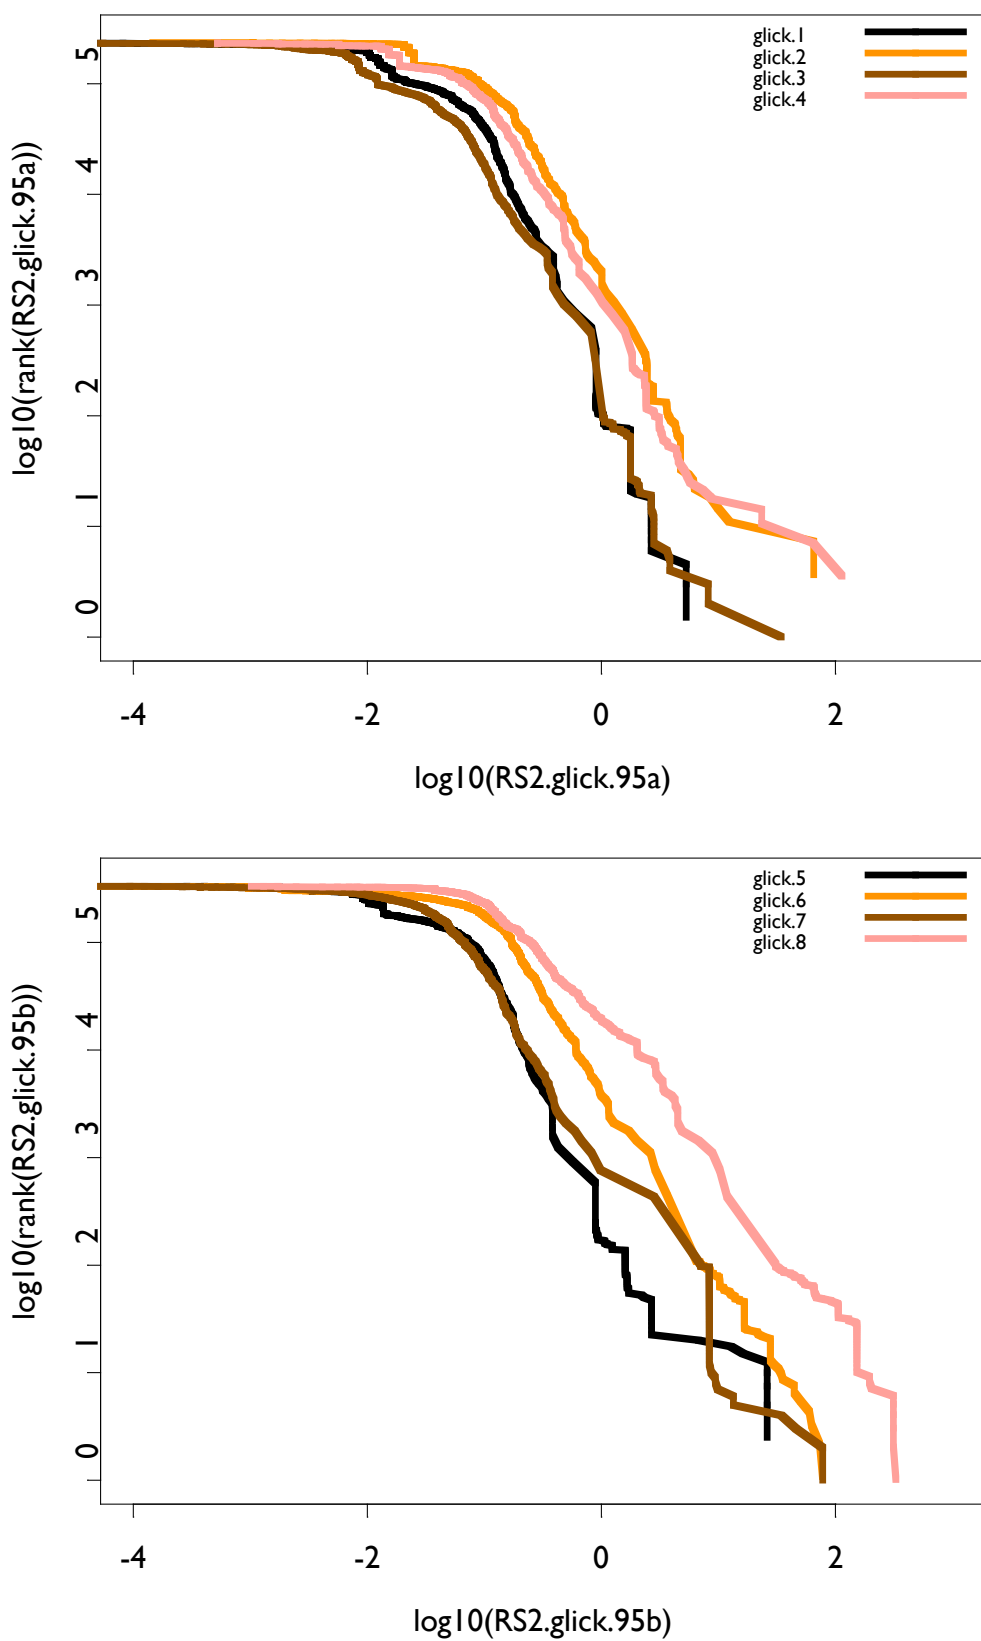 glick.1
glick.2
glick.3
glick.4
log10(rank(RS2.glick.95a))
5
4
3
2
1
0
-4 -2 0 2
log10(RS2.glick.95a)
glick.5
glick.6
glick.7
glick.8
log10(rank(RS2.glick.95b))
5
4
3
2
1
0
-4 -2 0 2
log10(RS2.glick.95b)